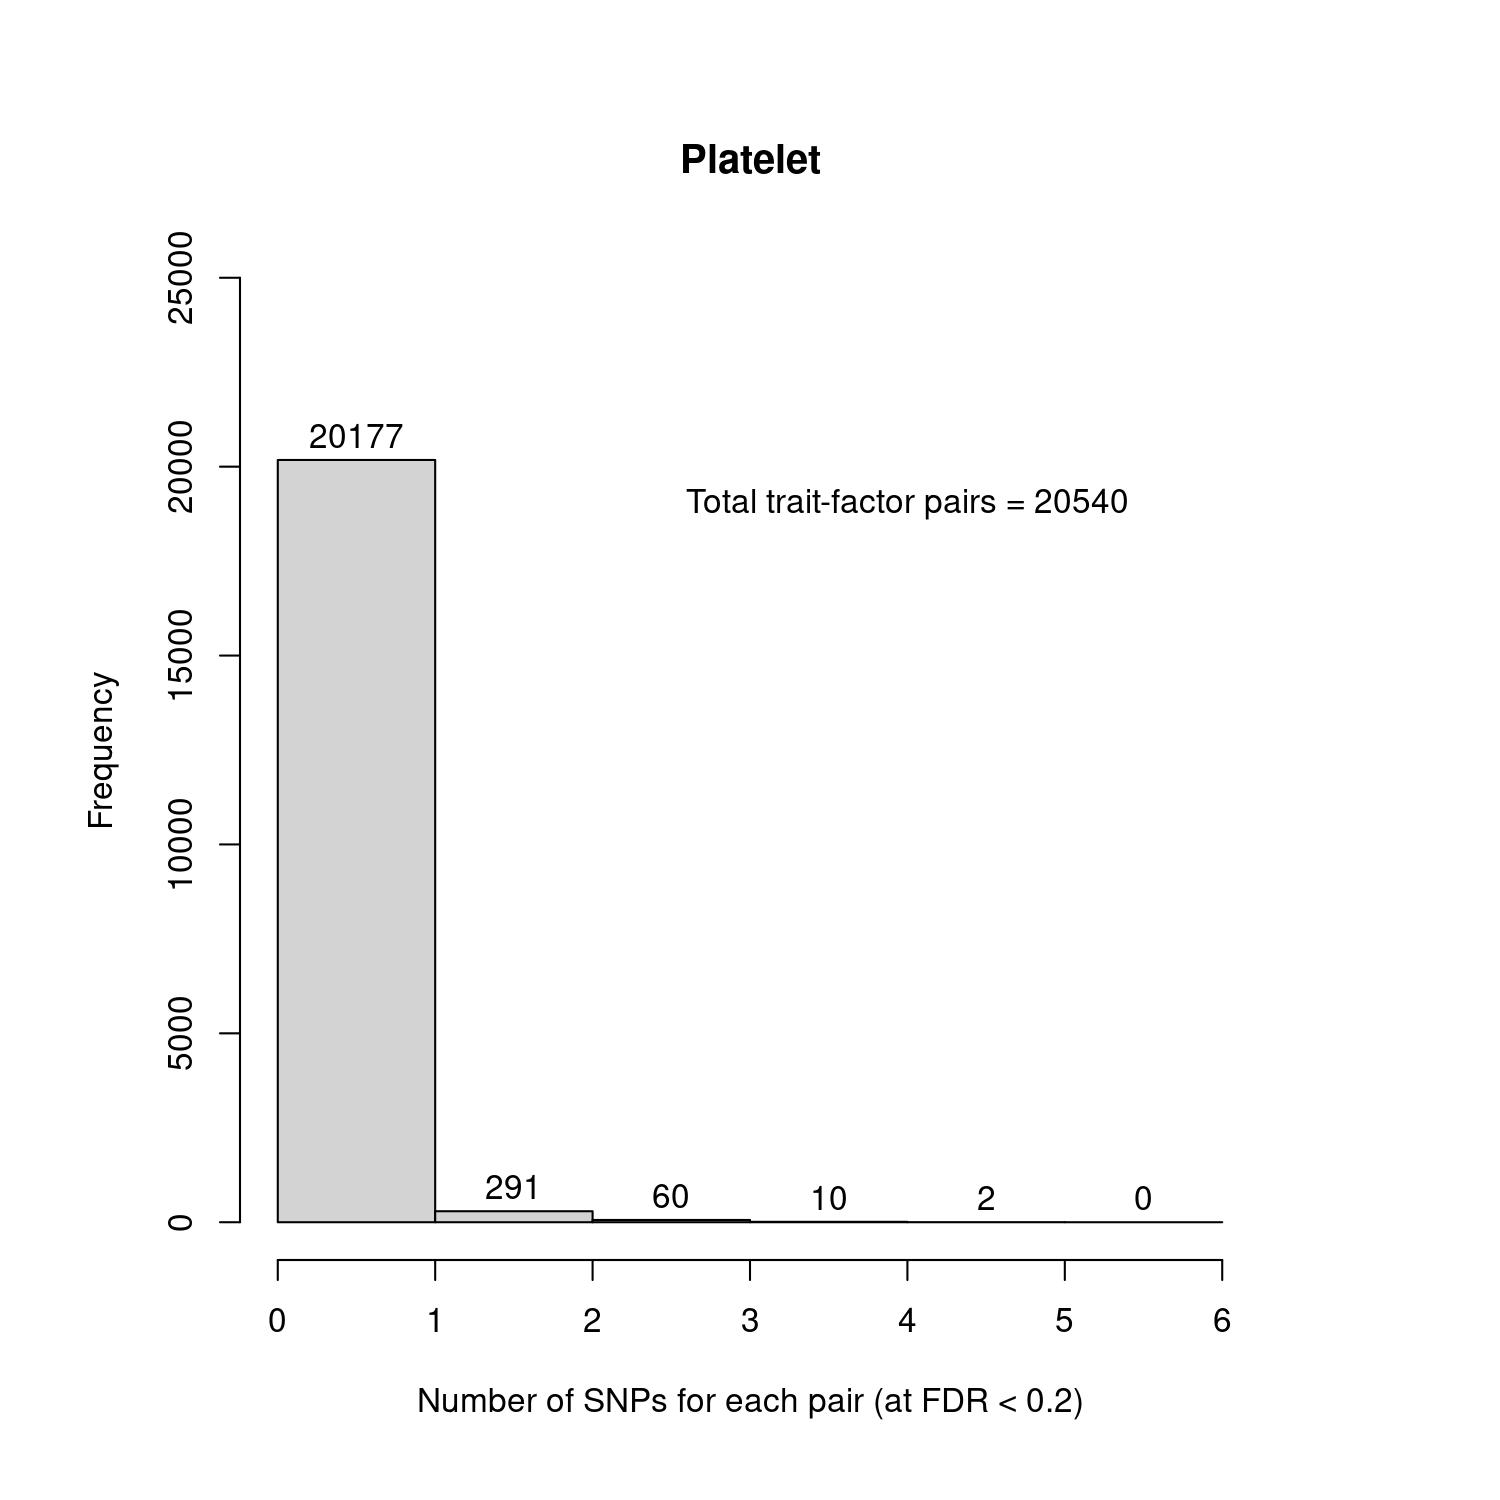 Platelet
25000
20000
15000
10000
5000
0
Frequency
20177
Total trait-factor pairs = 20540
291
60
10
2
0
0 1 2 3 4 5 6
Number of SNPs for each pair (at FDR < 0.2)